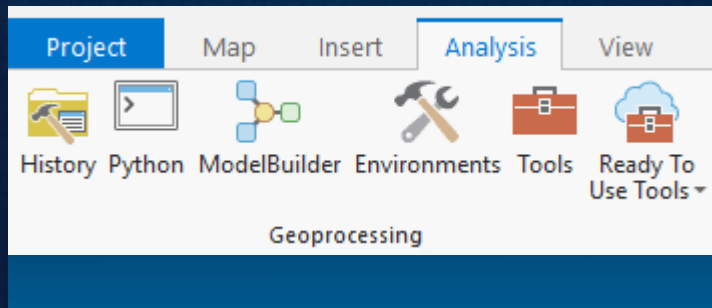 Project Map Insert Analysis View
History Python ModelBuilder Environments Tools Ready To
Use Tools
Geoprocessing